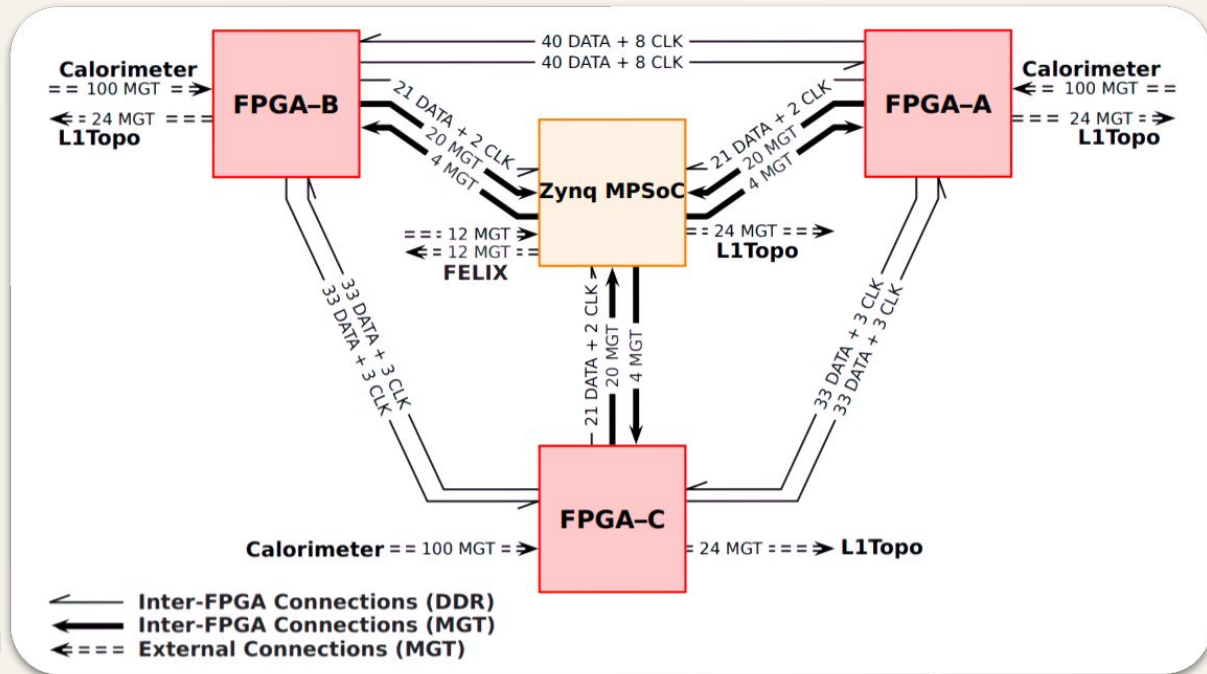 40 DATA + 8 CLK
40 DATA + 8 CLK
Calorimeter
100 MGT
24 MGT
L1Topo
FPGA–B
FPGA–A
Calorimeter
100 MGT
24 MGT
L1Topo
21 DATA + 2 CLK
20 MGT
4 MGT
21 DATA + 2 CLK
20 MGT
4 MGT
Zynq MPSoC
12 MGT
12 MGT
FELIX
24 MGT
L1Topo
33 DATA + 3 CLK
33 DATA + 3 CLK
21 DATA + 2 CLK
20 MGT
4 MGT
33 DATA + 3 CLK
33 DATA + 3 CLK
FPGA–C
Calorimeter
100 MGT
24 MGT
L1Topo
Inter-FPGA Connections (DDR)
Inter-FPGA Connections (MGT)
External Connections (MGT)